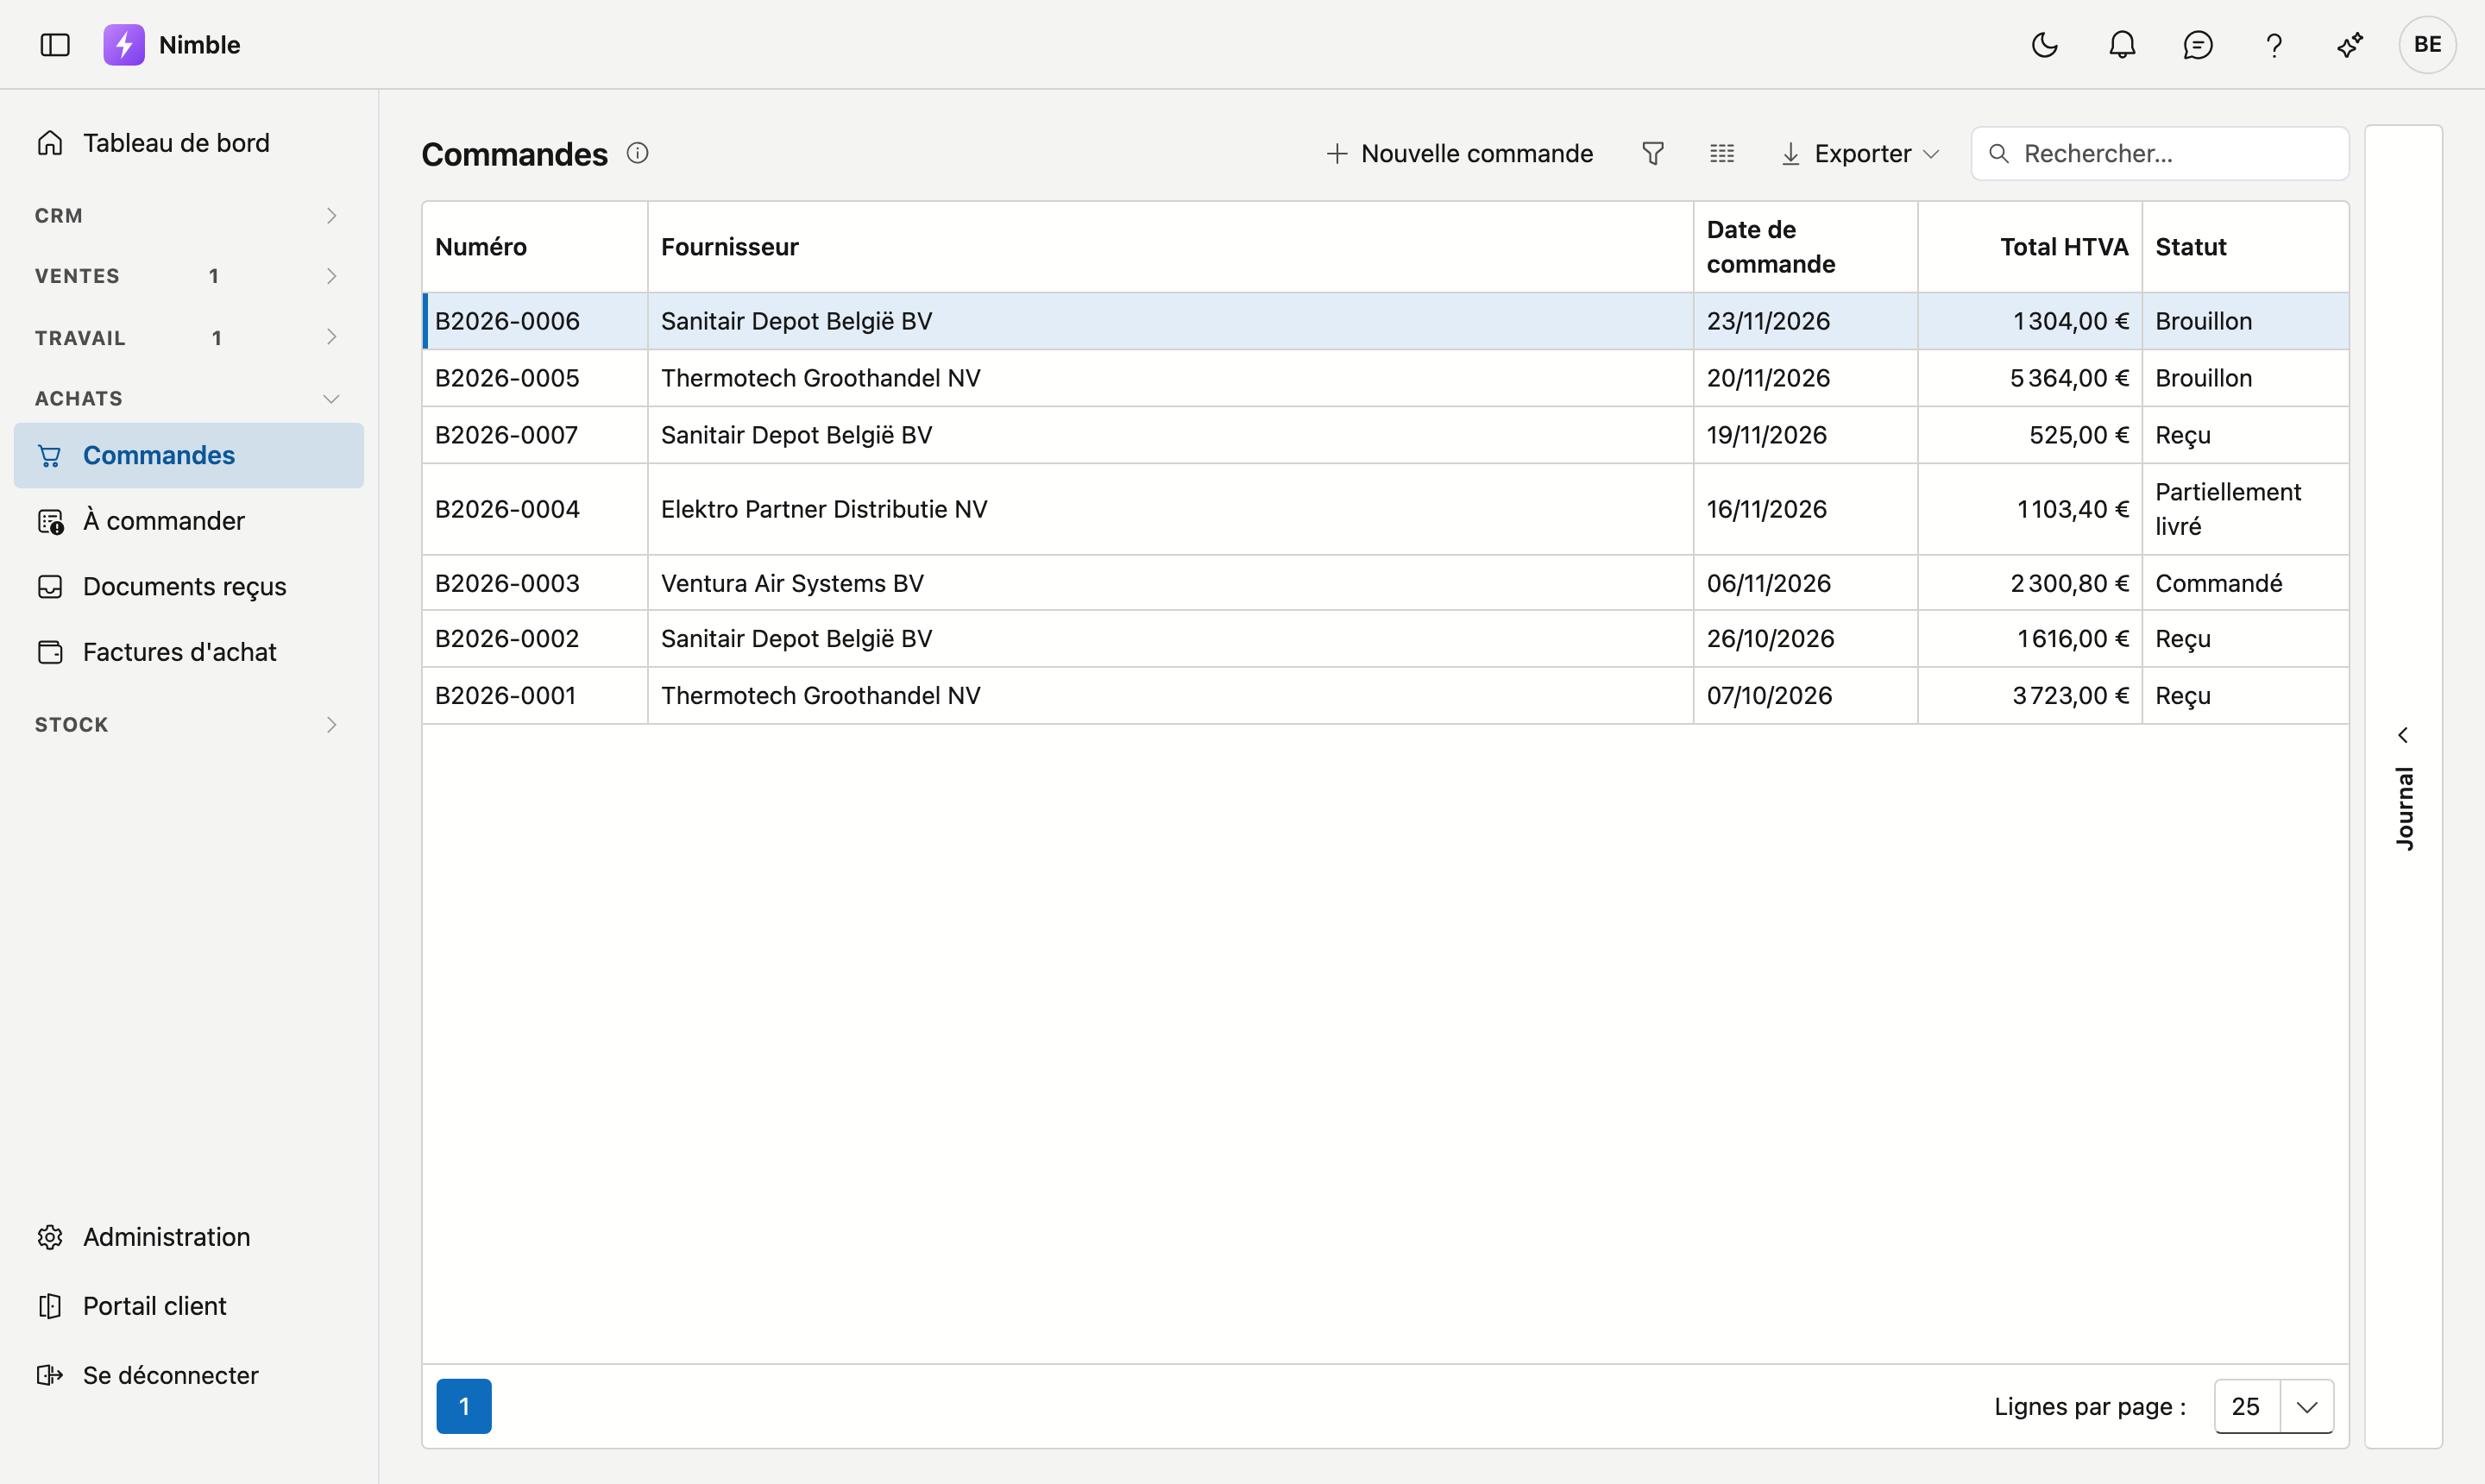 Nimble
BE
Tableau de bord
CRM
VENTES 1
TRAVAIL 1
ACHATS
Commandes
À commander
Documents reçus
Factures d'achat
STOCK
Administration
Portail client
Se déconnecter
Commandes
Nouvelle commande
Exporter
Rechercher...
Numéro Fournisseur Date de commande Total HTVA Statut
B2026-0006 Sanitair Depot België BV 23/11/2026 1 304,00 € Brouillon
B2026-0005 Thermotech Groothandel NV 20/11/2026 5 364,00 € Brouillon
B2026-0007 Sanitair Depot België BV 19/11/2026 525,00 € Reçu
B2026-0004 Elektro Partner Distributie NV 16/11/2026 1 103,40 € Partiellement livré
B2026-0003 Ventura Air Systems BV 06/11/2026 2 300,80 € Commandé
B2026-0002 Sanitair Depot België BV 26/10/2026 1 616,00 € Reçu
B2026-0001 Thermotech Groothandel NV 07/10/2026 3 723,00 € Reçu
1
Lignes par page : 25
Journal